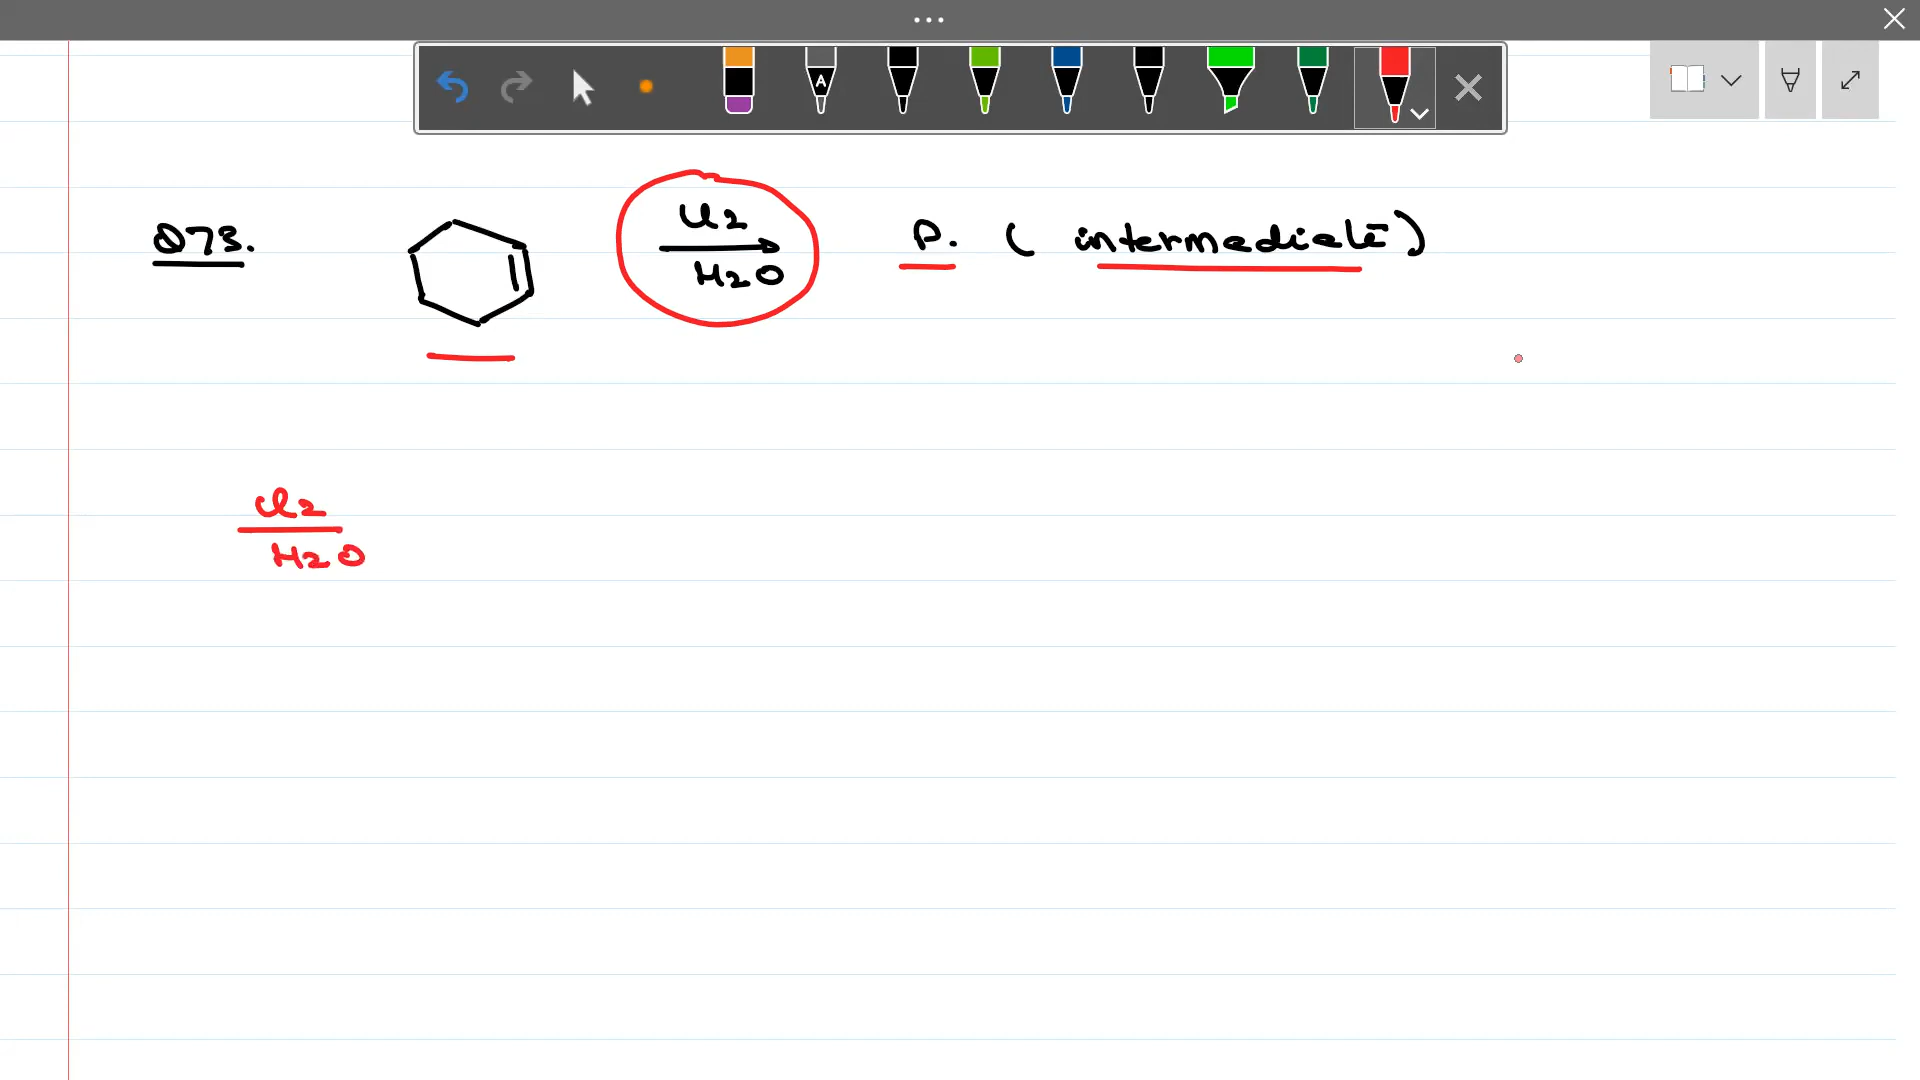 Q73.
Cl2
H2O
P. (intermediate)
Cl2
H2O
A